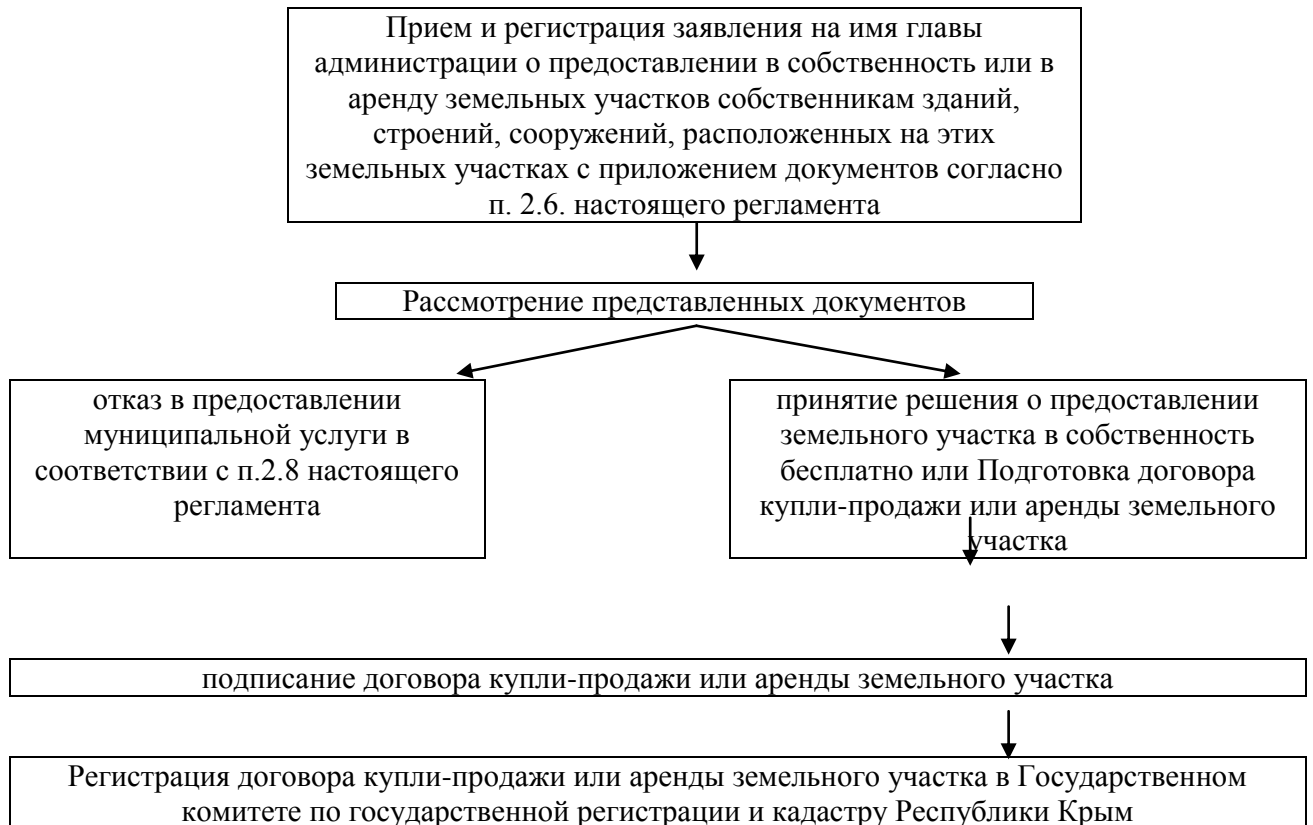 Прием и регистрация заявления на имя главы
администрации о предоставлении в собственность или в
аренду земельных участков собственникам зданий,
строений, сооружений, расположенных на этих
земельных участках с приложением документов согласно
п. 2.6. настоящего регламента
Рассмотрение представленных документов
отказ в предоставлении
муниципальной услуги в
соответствии с п.2.8 настоящего
регламента
принятие решения о предоставлении
земельного участка в собственность
бесплатно или Подготовка договора
купли-продажи или аренды земельного
участка
подписание договора купли-продажи или аренды земельного участка
Регистрация договора купли-продажи или аренды земельного участка в Государственном
комитете по государственной регистрации и кадастру Республики Крым